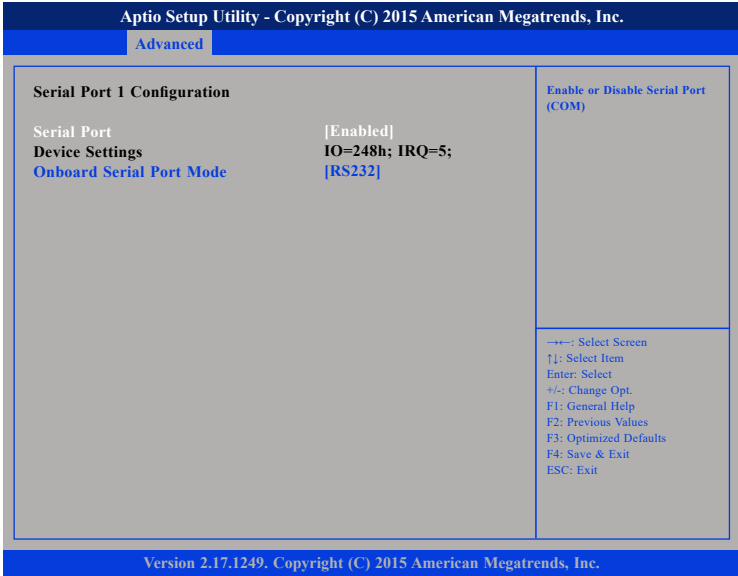 Aptio Setup Utility - Copyright (C) 2015 American Megatrends, Inc.
Advanced
Serial Port 1 Configuration
Serial Port [Enabled]
Device Settings IO=248h; IRQ=5;
Onboard Serial Port Mode [RS232]
Enable or Disable Serial Port
(COM)
→←: Select Screen
↑↓: Select Item
Enter: Select
+/-: Change Opt.
F1: General Help
F2: Previous Values
F3: Optimized Defaults
F4: Save & Exit
ESC: Exit
Version 2.17.1249. Copyright (C) 2015 American Megatrends, Inc.